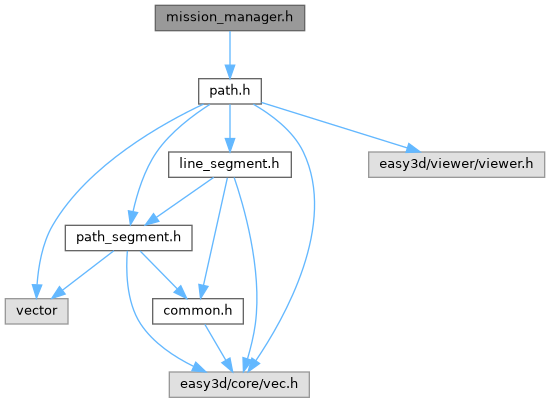 mission_manager.h
path.h
line_segment.h
easy3d/viewer/viewer.h
path_segment.h
vector
common.h
easy3d/core/vec.h